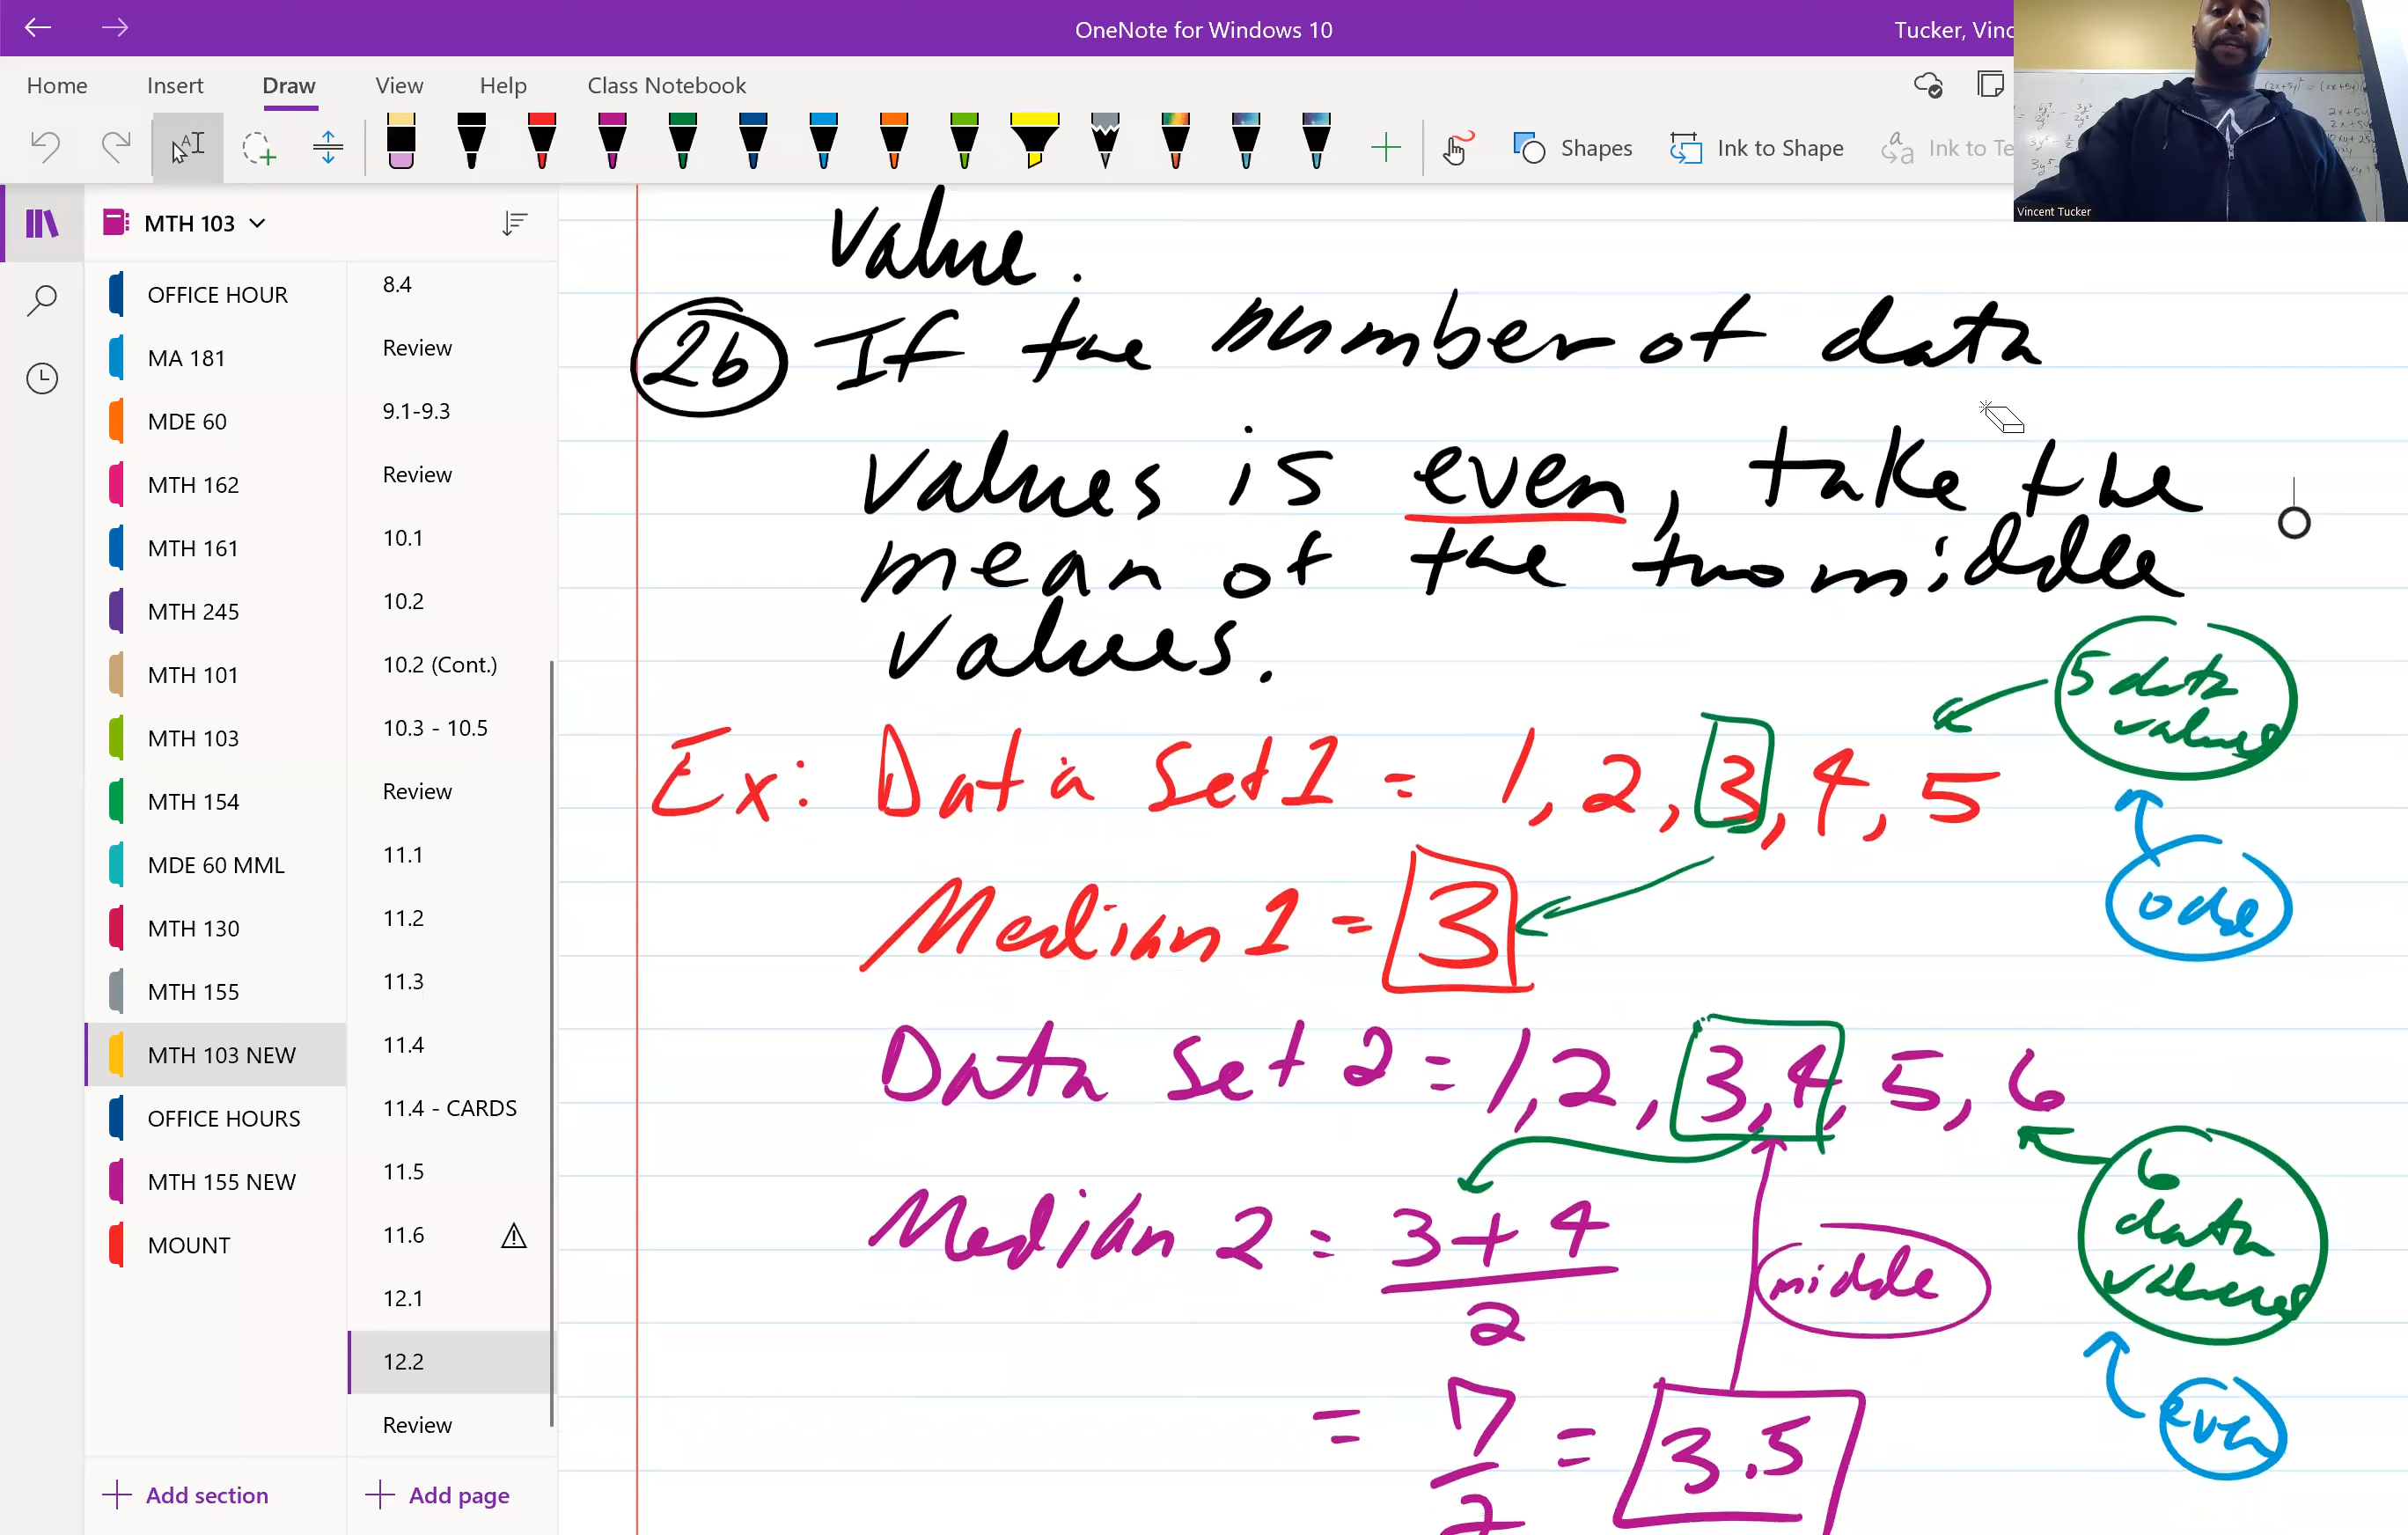 OneNote for Windows 10
Tucker, Vinc
Home Insert Draw View Help Class Notebook
Shapes Ink to Shape Ink to Te
Vincent Tucker
MTH 103
OFFICE HOUR
MA 181
MDE 60
MTH 162
MTH 161
MTH 245
MTH 101
MTH 103
MTH 154
MDE 60 MML
MTH 130
MTH 155
MTH 103 NEW
OFFICE HOURS
MTH 155 NEW
MOUNT
Add section
8.4
Review
9.1-9.3
Review
10.1
10.2
10.2 (Cont.)
10.3 - 10.5
Review
11.1
11.2
11.3
11.4
11.4 - CARDS
11.5
11.6
12.1
12.2
Review
Add page
Value.
2b If the number of data
values is even, take the
mean of the two middle
values.
5 data
values
Ex: Data Set 1 = 1, 2, 3, 4, 5
odd
Median 1 = 3
Data Set 2 = 1, 2, 3, 4, 5, 6
6
data
values
Median 2 = 3 + 4
2
middle
= 7
2
= 3.5
even